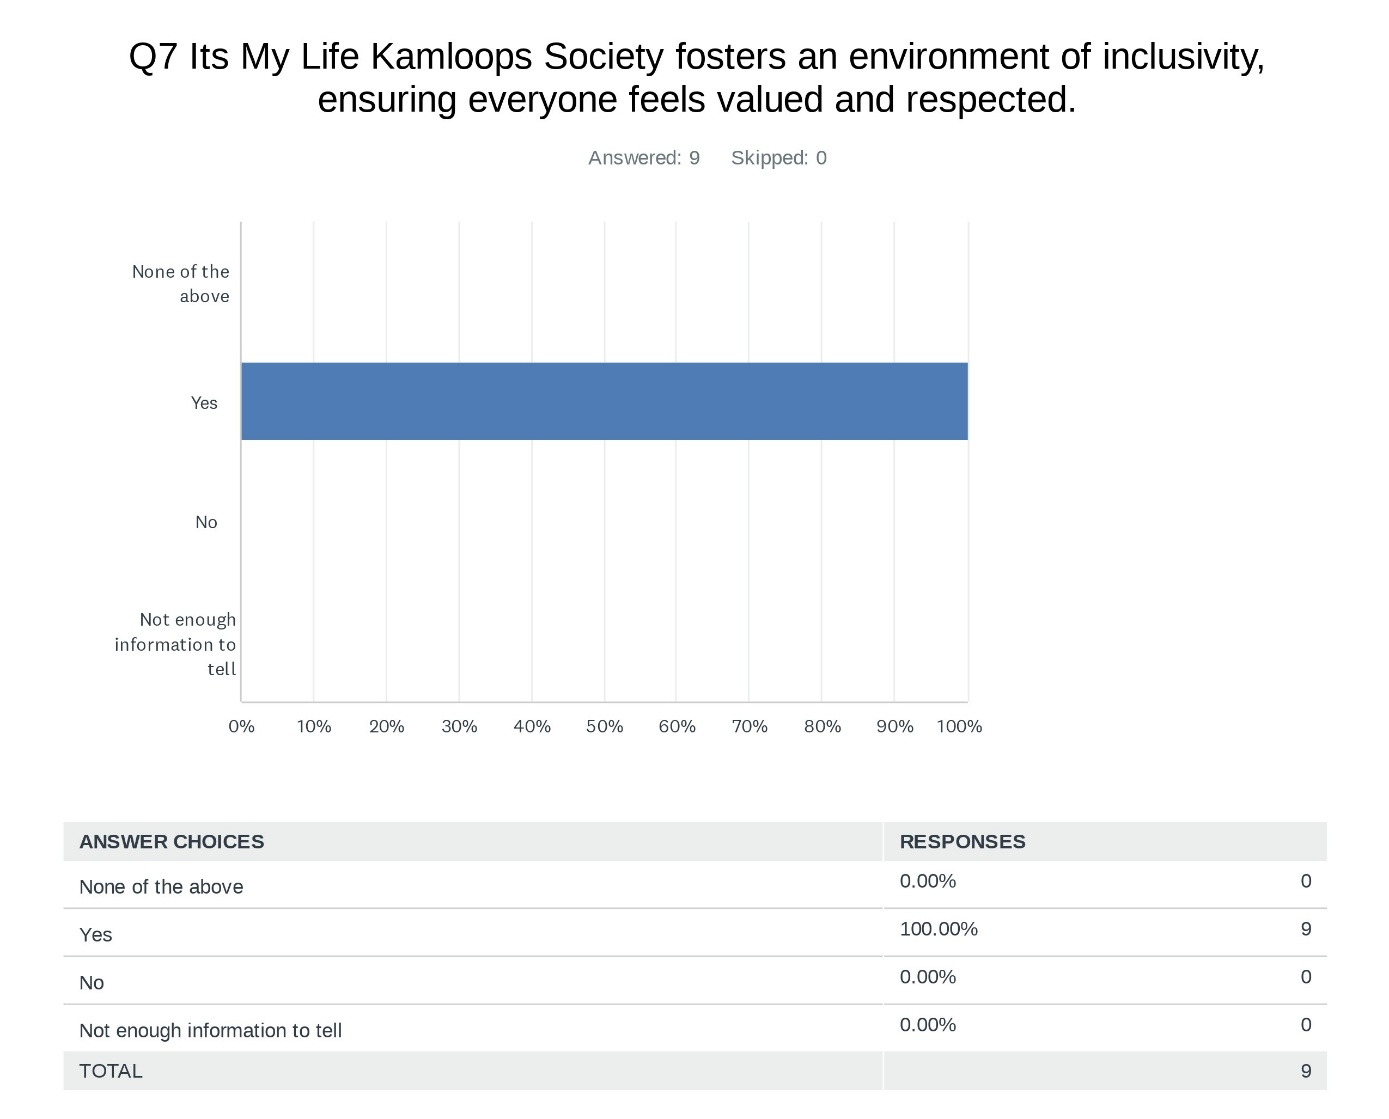 Q7 Its My Life Kamloops Society fosters an environment of inclusivity,
ensuring everyone feels valued and respected.
Answered: 9 Skipped: 0
None of the
above
Yes
No
Not enough
information to
tell
0% 10% 20% 30% 40% 50% 60% 70% 80% 90% 100%
ANSWER CHOICES RESPONSES
None of the above 0.00% 0
Yes 100.00% 9
No 0.00% 0
Not enough information to tell 0.00% 0
TOTAL 9